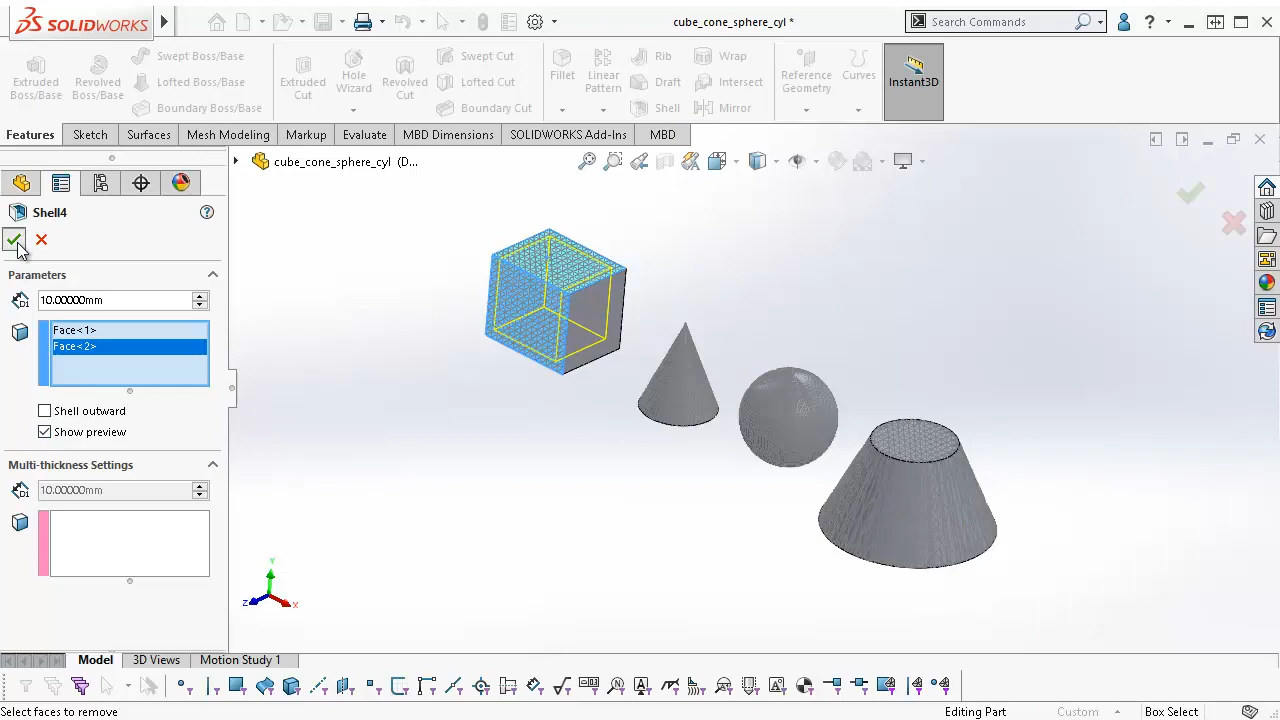 SOLIDWORKS
cube_cone_sphere_cyl *
Search Commands
Extruded Boss/Base
Revolved Boss/Base
Swept Boss/Base
Lofted Boss/Base
Boundary Boss/Base
Extruded Cut
Hole Wizard
Revolved Cut
Swept Cut
Lofted Cut
Boundary Cut
Fillet
Linear Pattern
Rib
Draft
Shell
Wrap
Intersect
Mirror
Reference Geometry
Curves
Instant3D
Features Sketch Surfaces Mesh Modeling Markup Evaluate MBD Dimensions SOLIDWORKS Add-Ins MBD
cube_cone_sphere_cyl (D...
Shell4
Parameters
10.00000mm
Face<1>
Face<2>
Shell outward
Show preview
Multi-thickness Settings
10.00000mm
Y
Z X
Model 3D Views Motion Study 1
Select faces to remove
Editing Part
Custom
Box Select